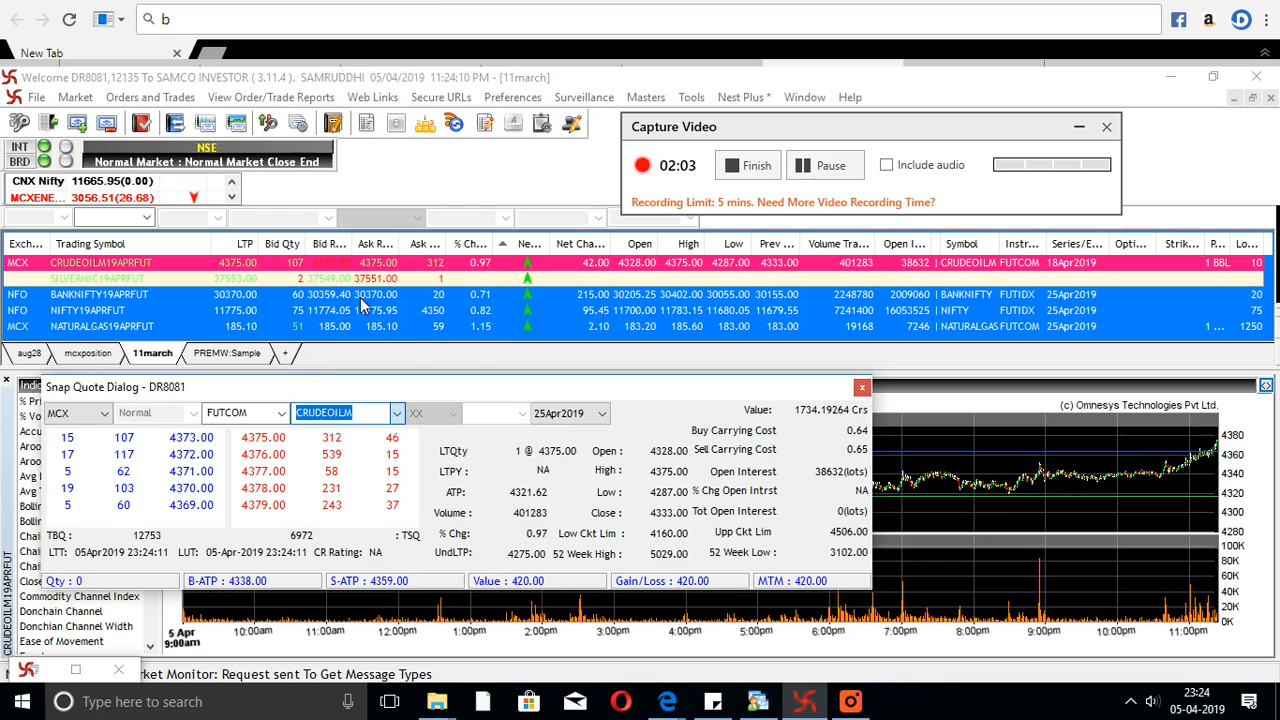 b
New Tab
Welcome DR8081,12135 To SAMCO INVESTOR ( 3.11.4 ). SAMRUDDHI 05/04/2019 11:24:10 PM - [11march]
File Market Orders and Trades View Order/Trade Reports Web Links Secure URLs Preferences Surveillance Masters Tools Nest Plus * Window Help
Capture Video
INT
NSE
BRD
Normal Market : Normal Market Close End
02:03 Finish Pause Include audio
CNX Nifty 11665.95(0.00)
MCXENE... 3056.51(26.68)
Recording Limit: 5 mins. Need More Video Recording Time?
Exch... Trading Symbol LTP Bid Qty Bid R... Ask R... Ask ... % Ch... Ne... Net Cha... Open High Low Prev ... Volume Tra... Open I... Symbol Instr... Series/E... Opti... Strik... P... Lo...
MCX CRUDEOILM19APRFUT 4375.00 107 4375.00 312 0.97 42.00 4328.00 4375.00 4287.00 4333.00 401283 38632 CRUDEOILM FUTCOM 18Apr2019 1 BBL 10
SILVERMIC19APRFUT 37553.00 2 37549.00 37551.00 1
NFO BANKNIFTY19APRFUT 30370.00 60 30359.40 30370.00 20 0.71 215.00 30205.25 30402.00 30055.00 30155.00 2248780 2009060 BANKNIFTY FUTIDX 25Apr2019 20
NFO NIFTY19APRFUT 11775.00 75 11774.05 4350 0.82 95.45 11700.00 11783.15 11680.05 11679.55 7241400 16053525 NIFTY FUTIDX 25Apr2019 75
MCX NATURALGAS19APRFUT 185.10 51 185.00 185.10 59 1.15 2.10 183.20 185.60 183.00 183.00 19168 7246 NATURALGAS FUTCOM 25Apr2019 1 ... 1250
aug28 mcxposition 11march PREMW:Sample +
Snap Quote Dialog - DR8081
MCX Normal FUTCOM CRUDEOILM XX 25Apr2019
Value: 1734.19264 Crs
Buy Carrying Cost 0.64
Sell Carrying Cost 0.65
Open Interest 38632(lots)
% Chg Open Intrst NA
Tot Open Intrst 0(lots)
Upp Ckt Lim 4506.00
52 Week Low : 3102.00
15 107 4373.00 4375.00 312 46
17 117 4372.00 4376.00 539 15
5 62 4371.00 4377.00 58 15
19 103 4370.00 4378.00 231 27
5 60 4369.00 4379.00 243 37
LTQty 1 @ 4375.00 Open : 4328.00
LTPY : NA High : 4375.00
ATP: 4321.62 Low : 4287.00
Volume : 401283 Close : 4333.00
% Chg: 0.97 Low Ckt Lim : 4160.00
UndLTP: 4275.00 52 Week High : 5029.00
TBQ : 12753 6972 : TSQ
LTT: 05Apr2019 23:24:11 LUT: 05-Apr-2019 23:24:11 CR Rating: NA
Qty : 0 B-ATP : 4338.00 S-ATP : 4359.00 Value : 420.00 Gain/Loss : 420.00 MTM : 420.00
(c) Omnesys Technologies Pvt Ltd.
4380
4360
4340
4320
4300
4280
100K
80K
60K
40K
20K
0K
CRUDEOILM19APRFUT
Commodity Channel Index
Donchain Channel
Donchian Channel Width
Ease of Movement
5 Apr
9:00am
10:00am 11:00am 12:00pm 1:00pm 2:00pm 3:00pm 4:00pm 5:00pm 6:00pm 7:00pm 8:00pm 9:00pm 10:00pm 11:00pm
rket Monitor: Request sent To Get Message Types
Type here to search
23:24
05-04-2019